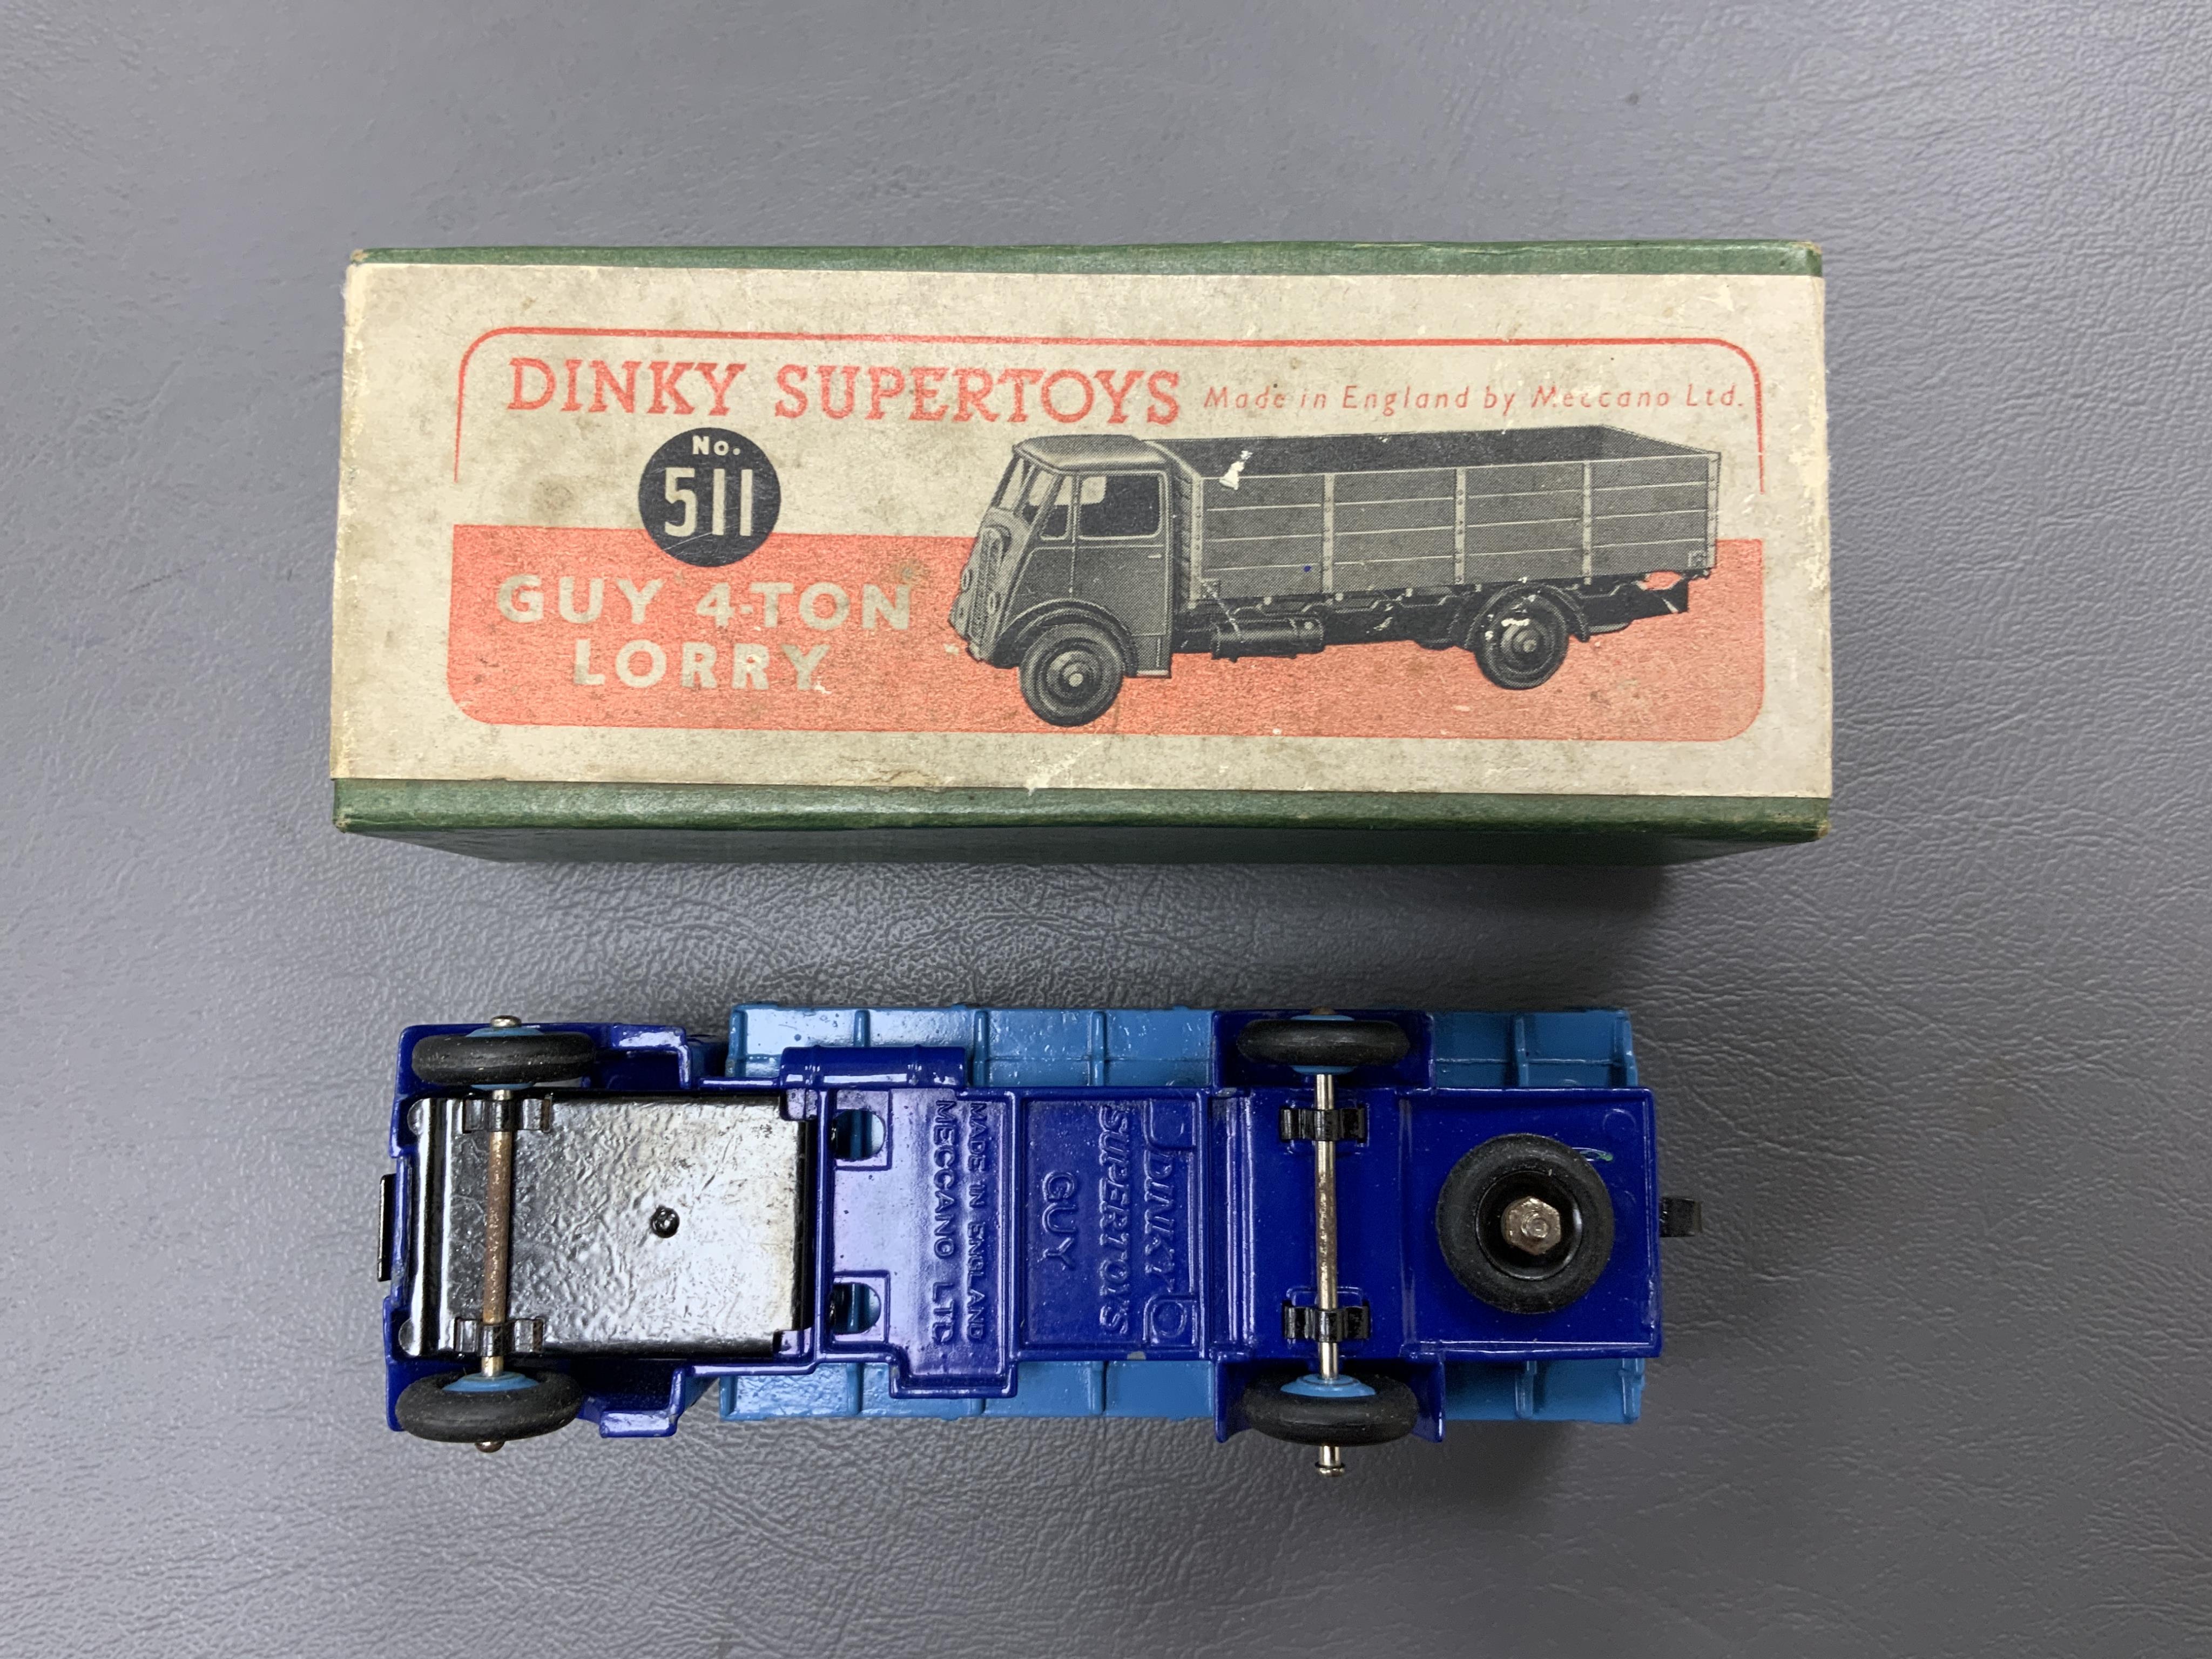 DINKY SUPERTOYS Made in England by Meccano Ltd.
No.
511
GUY 4-TON
LORRY
DINKY
SUPERTOYS
GUY
MADE IN ENGLAND
MECCANO LTD